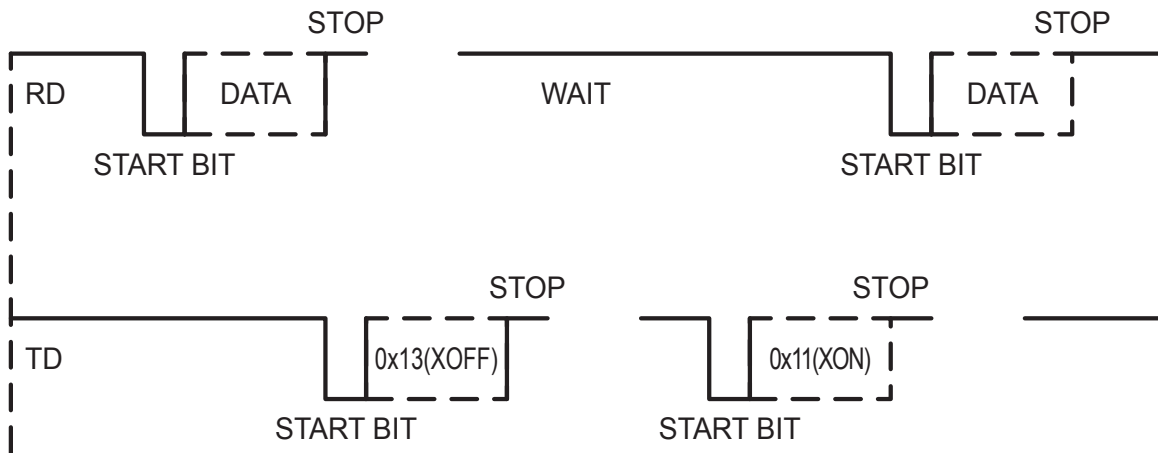 STOP STOP
RD DATA WAIT DATA
START BIT START BIT
STOP STOP
TD 0x13(XOFF) 0x11(XON)
START BIT START BIT